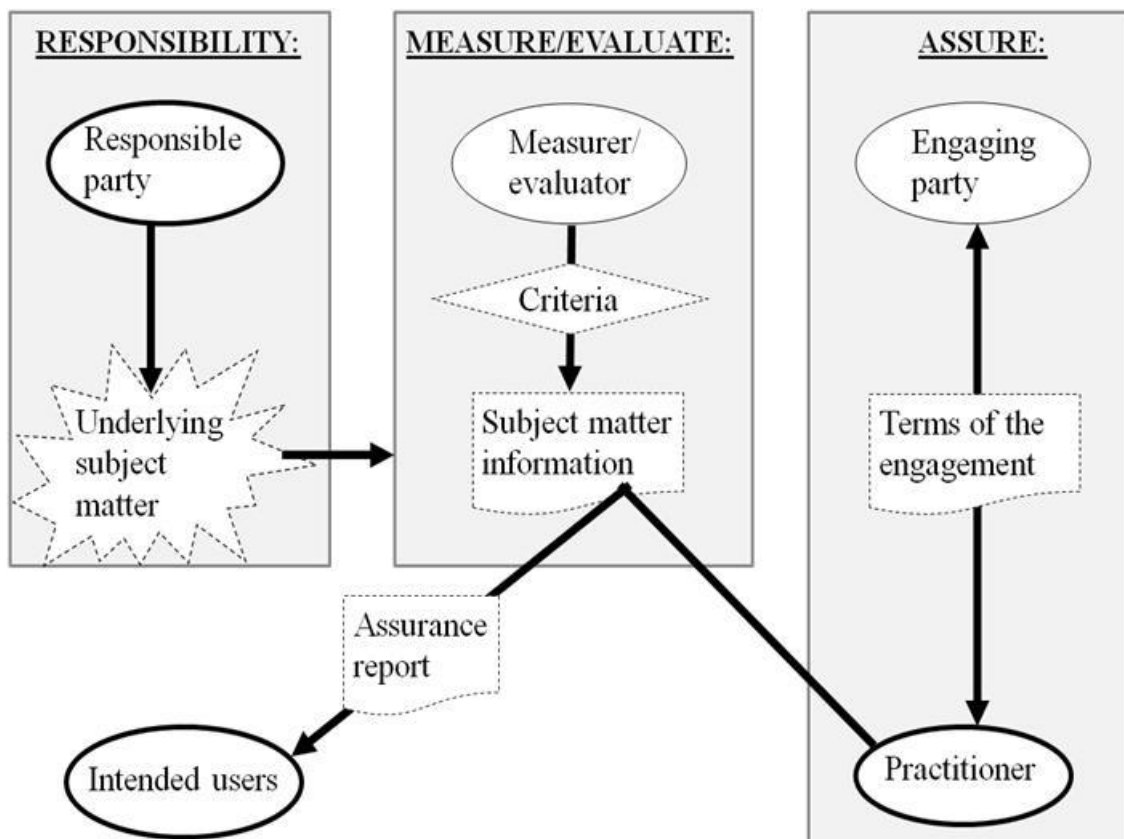 RESPONSIBILITY:
Responsible
party
Underlying
subject
matter
MEASURE/EVALUATE:
Measurer/
evaluator
Criteria
Subject matter
information
ASSURE:
Engaging
party
Terms of the
engagement
Practitioner
Assurance
report
Intended users